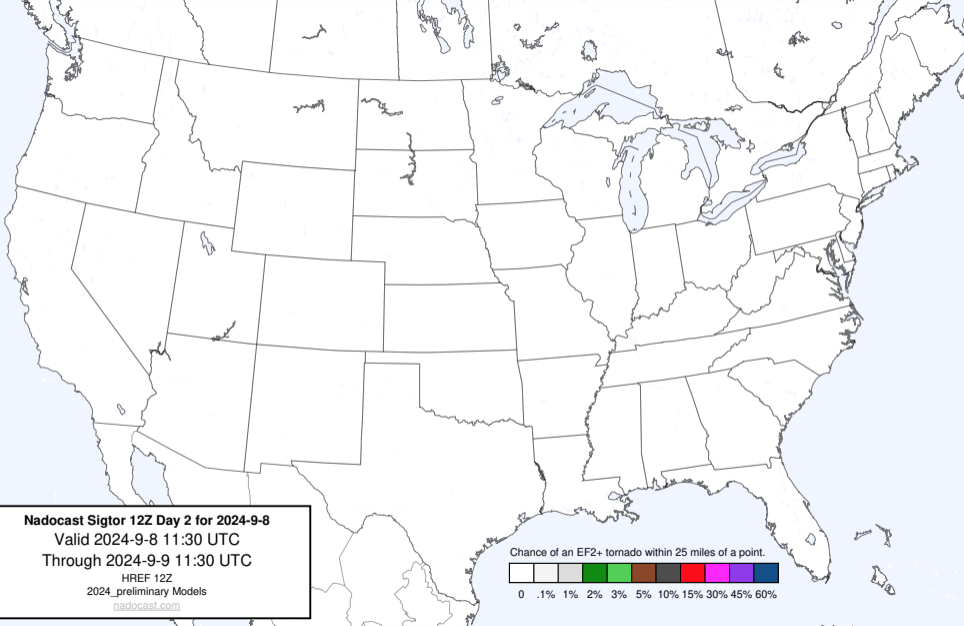 Nadocast Sigtor 12Z Day 2 for 2024-9-8
Valid 2024-9-8 11:30 UTC
Through 2024-9-9 11:30 UTC
HREF 12Z
2024_preliminary Models
nadocast.com
Chance of an EF2+ tornado within 25 miles of a point.
0 .1% 1% 2% 3% 5% 10% 15% 30% 45% 60%